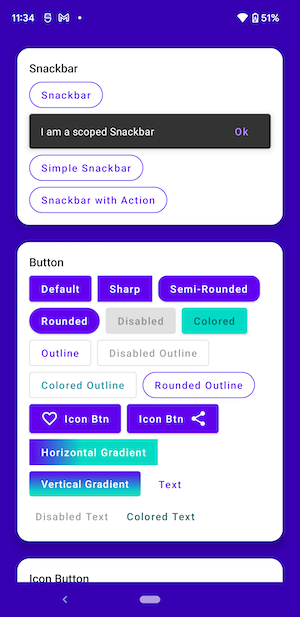 11:34 51%
Snackbar
Snackbar
I am a scoped Snackbar Ok
Simple Snackbar
Snackbar with Action
Button
Default Sharp Semi-Rounded
Rounded Disabled Colored
Outline Disabled Outline
Colored Outline Rounded Outline
Icon Btn Icon Btn
Horizontal Gradient
Vertical Gradient Text
Disabled Text Colored Text
Icon Button